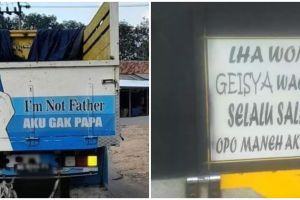 I'm Not Father
AKU GAK PAPA
LHA WON
GEISYA WAE
SELALU SAL
OPO MANEH AK